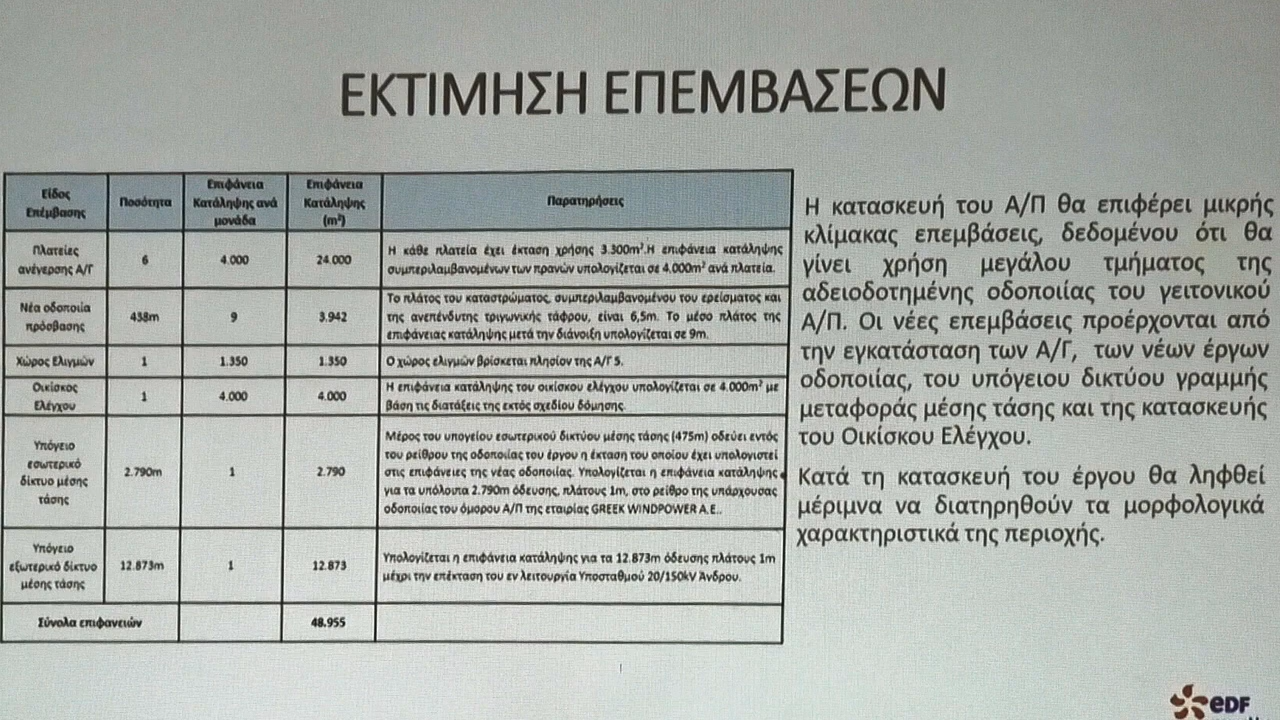 ΕΚΤΙΜΗΣΗ ΕΠΕΜΒΑΣΕΩΝ
Είδος
Επέμβασης
Ποσότητα
Επιφάνεια
Κατάληψης ανά
μονάδα
Επιφάνεια
Κατάληψης
(m²)
Παρατηρήσεις
Πλατείες
ανέγερσης Α/Γ
6
4.000
24.000
Η κάθε πλατεία έχει έκταση χρήσης 3.300m².Η επιφάνεια κατάληψης
συμπεριλαμβανομένων των πρανών υπολογίζεται σε 4.000m² ανά πλατεία.
Νέα οδοποιία
πρόσβασης
438m
9
3.942
Το πλάτος του καταστρώματος, συμπεριλαμβανομένου του ερείσματος και
της ανεπένδυτης τριγωνικής τάφρου, είναι 6,5m. Το μέσο πλάτος της
επιφάνειας κατάληψης μετά την διάνοιξη υπολογίζεται σε 9m.
Χώρος Ελιγμών
1
1.350
1.350
Ο χώρος ελιγμών βρίσκεται πλησίον της Α/Γ 5.
Οικίσκος
Ελέγχου
1
4.000
4.000
Η επιφάνεια κατάληψης του οικίσκου ελέγχου υπολογίζεται σε 4.000m² με
βάση τις διατάξεις της εκτός σχεδίου δόμησης.
Υπόγειο
εσωτερικό
δίκτυο μέσης
τάσης
2.790m
1
2.790
Μέρος του υπογείου εσωτερικού δικτύου μέσης τάσης (475m) οδεύει εντός
του ρείθρου της οδοποιίας του έργου η έκταση του οποίου έχει υπολογιστεί
στις επιφάνειες της νέας οδοποιίας. Υπολογίζεται η επιφάνεια κατάληψης
για τα υπόλοιπα 2.790m όδευσης, πλάτους 1m, στο ρείθρο της υπάρχουσας
οδοποιίας του όμορου Α/Π της εταιρίας GREEK WINDPOWER A.E..
Υπόγειο
εξωτερικό δίκτυο
μέσης τάσης
12.873m
1
12.873
Υπολογίζεται η επιφάνεια κατάληψης για τα 12.873m όδευσης πλάτους 1m
μέχρι την επέκταση του εν λειτουργία Υποσταθμού 20/150kV Άνδρου.
Σύνολα επιφανειών
48.955
Η κατασκευή του Α/Π θα επιφέρει μικρής
κλίμακας επεμβάσεις, δεδομένου ότι θα
γίνει χρήση μεγάλου τμήματος της
αδειοδοτημένης οδοποιίας του γειτονικού
Α/Π. Οι νέες επεμβάσεις προέρχονται από
την εγκατάσταση των Α/Γ, των νέων έργων
οδοποιίας, του υπόγειου δικτύου γραμμής
μεταφοράς μέσης τάσης και της κατασκευής
του Οικίσκου Ελέγχου.
Κατά τη κατασκευή του έργου θα ληφθεί
μέριμνα να διατηρηθούν τα μορφολογικά
χαρακτηριστικά της περιοχής.
eDF